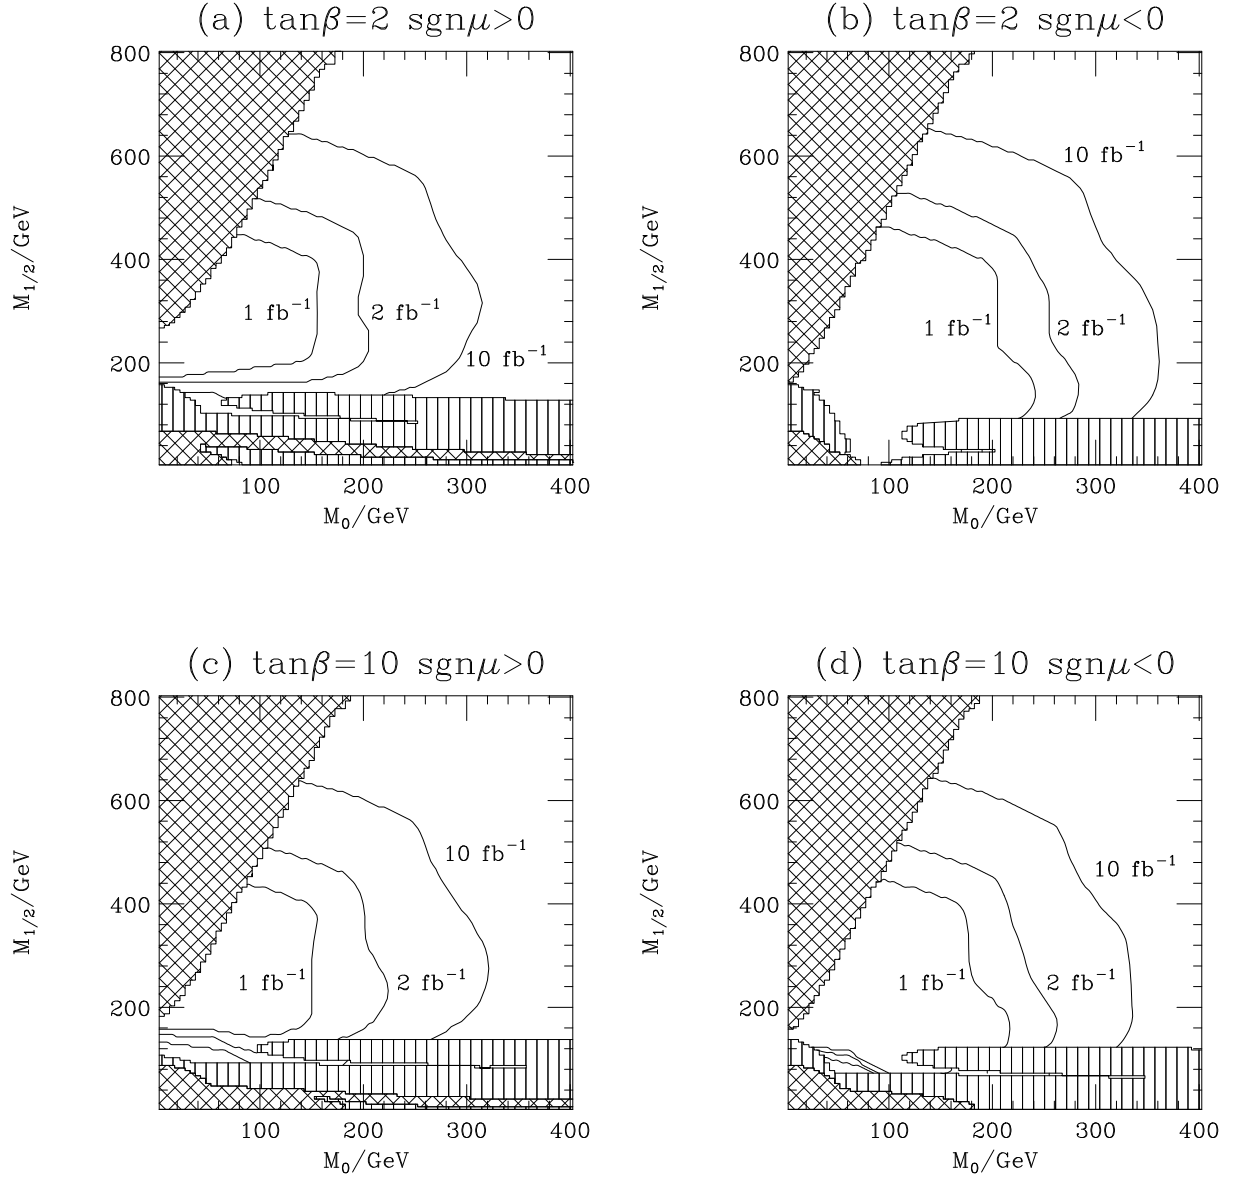 (a) tanβ=2 sgnμ>0
800
600
400
200
M1/2/GeV
1 fb⁻¹
2 fb⁻¹
10 fb⁻¹
100 200 300 400
M0/GeV
(b) tanβ=2 sgnμ<0
800
600
400
200
M1/2/GeV
10 fb⁻¹
1 fb⁻¹
2 fb⁻¹
100 200 300 400
M0/GeV
(c) tanβ=10 sgnμ>0
800
600
400
200
M1/2/GeV
10 fb⁻¹
1 fb⁻¹
2 fb⁻¹
100 200 300 400
M0/GeV
(d) tanβ=10 sgnμ<0
800
600
400
200
M1/2/GeV
10 fb⁻¹
1 fb⁻¹
2 fb⁻¹
100 200 300 400
M0/GeV